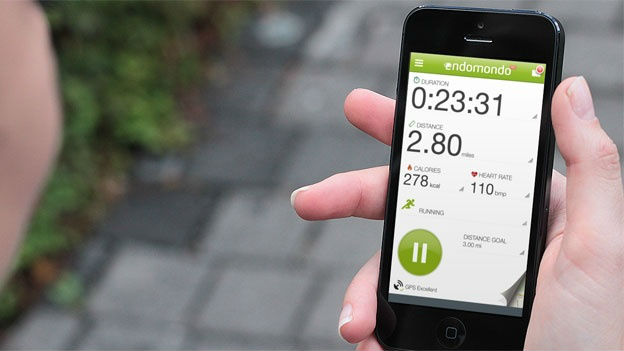 endomondo
DURATION
0:23:31
DISTANCE
2.80 miles
CALORIES HEART RATE
278 kcal 110 bmp
RUNNING
DISTANCE GOAL
3.00 mi
GPS Excellent